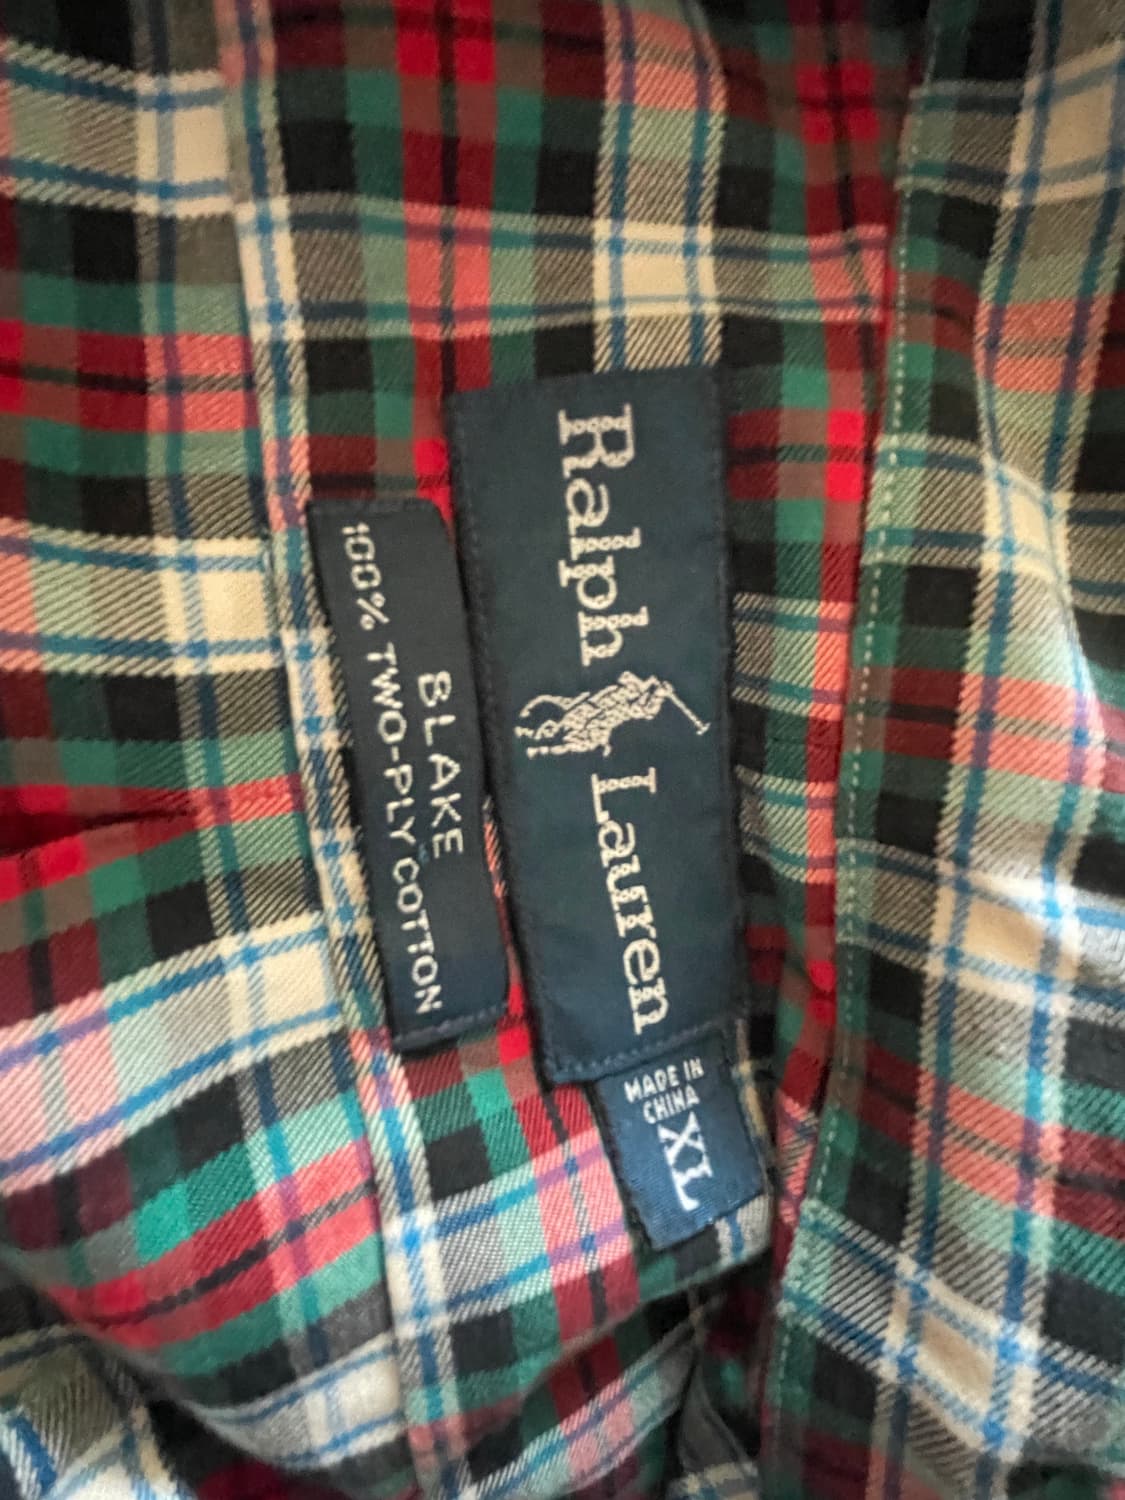 Ralph Lauren
BLAKE
100% TWO-PLY COTTON
MADE IN
CHINA
XL